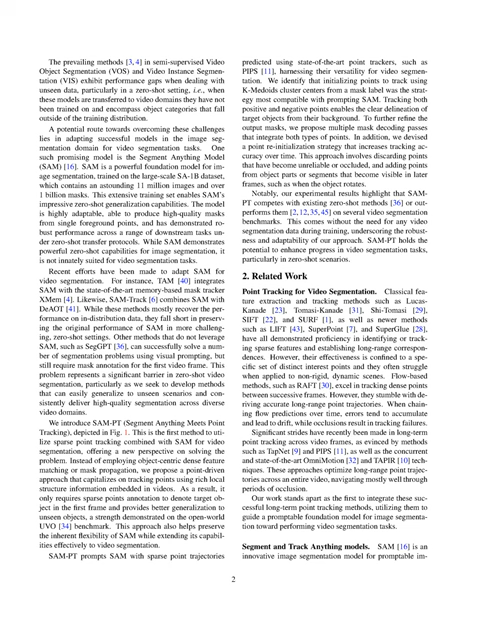 The prevailing methods [3, 4] in semi-supervised Video
Object Segmentation (VOS) and Video Instance Segmen-
tation (VIS) exhibit performance gaps when dealing with
unseen data, particularly in a zero-shot setting, i.e., when
these models are transferred to video domains they have not
been trained on and encompass object categories that fall
outside of the training distribution.
A potential route towards overcoming these challenges
lies in adapting successful models in the image seg-
mentation domain for video segmentation tasks. One
such promising model is the Segment Anything Model
(SAM) [16]. SAM is a powerful foundation model for im-
age segmentation, trained on the large-scale SA-1B dataset,
which contains an astounding 11 million images and over
1 billion masks. This extensive training set enables SAM's
impressive zero-shot generalization capabilities. The model
is highly adaptable, able to produce high-quality masks
from single foreground points, and has demonstrated ro-
bust performance across a range of downstream tasks un-
der zero-shot transfer protocols. While SAM demonstrates
powerful zero-shot capabilities for image segmentation, it
is not innately suited for video segmentation tasks.
Recent efforts have been made to adapt SAM for
video segmentation. For instance, TAM [40] integrates
SAM with the state-of-the-art memory-based mask tracker
XMem [4]. Likewise, SAM-Track [6] combines SAM with
DeAOT [41]. While these methods mostly recover the per-
formance on in-distribution data, they fall short in preserv-
ing the original performance of SAM in more challeng-
ing, zero-shot settings. Other methods that do not leverage
SAM, such as SegGPT [36], can successfully solve a num-
ber of segmentation problems using visual prompting, but
still require mask annotation for the first video frame. This
problem represents a significant barrier in zero-shot video
segmentation, particularly as we seek to develop methods
that can easily generalize to unseen scenarios and con-
sistently deliver high-quality segmentation across diverse
video domains.
We introduce SAM-PT (Segment Anything Meets Point
Tracking), depicted in Fig. 1. This is the first method to uti-
lize sparse point tracking combined with SAM for video
segmentation, offering a new perspective on solving the
problem. Instead of employing object-centric dense feature
matching or mask propagation, we propose a point-driven
approach that capitalizes on tracking points using rich local
structure information embedded in videos. As a result, it
only requires sparse points annotation to denote target ob-
ject in the first frame and provides better generalization to
unseen objects, a strength demonstrated on the open-world
UVO [34] benchmark. This approach also helps preserve
the inherent flexibility of SAM while extending its capabil-
ities effectively to video segmentation.
SAM-PT prompts SAM with sparse point trajectories
predicted using state-of-the-art point trackers, such as
PIPS [11], harnessing their versatility for video segmen-
tation. We identify that initializing points to track using
K-Medoids cluster centers from a mask label was the strat-
egy most compatible with prompting SAM. Tracking both
positive and negative points enables the clear delineation of
target objects from their background. To further refine the
output masks, we propose multiple mask decoding passes
that integrate both types of points. In addition, we devised
a point re-initialization strategy that increases tracking ac-
curacy over time. This approach involves discarding points
that have become unreliable or occluded, and adding points
from object parts or segments that become visible in later
frames, such as when the object rotates.
Notably, our experimental results highlight that SAM-
PT competes with existing zero-shot methods [36] or out-
performs them [2, 12, 35, 45] on several video segmentation
benchmarks. This comes without the need for any video
segmentation data during training, underscoring the robust-
ness and adaptability of our approach. SAM-PT holds the
potential to enhance progress in video segmentation tasks,
particularly in zero-shot scenarios.
2. Related Work
Point Tracking for Video Segmentation. Classical fea-
ture extraction and tracking methods such as Lucas-
Kanade [23], Tomasi-Kanade [31], Shi-Tomasi [29],
SIFT [22], and SURF [1], as well as newer methods
such as LIFT [43], SuperPoint [7], and SuperGlue [28],
have all demonstrated proficiency in identifying or track-
ing sparse features and establishing long-range correspon-
dences. However, their effectiveness is confined to a spe-
cific set of distinct interest points and they often struggle
when applied to non-rigid, dynamic scenes. Flow-based
methods, such as RAFT [30], excel in tracking dense points
between successive frames. However, they stumble with de-
riving accurate long-range point trajectories. When chain-
ing flow predictions over time, errors tend to accumulate
and lead to drift, while occlusions result in tracking failures.
Significant strides have recently been made in long-term
point tracking across video frames, as evinced by methods
such as TapNet [9] and PIPS [11], as well as the concurrent
and state-of-the-art OmniMotion [32] and TAPIR [10] tech-
niques. These approaches optimize long-range point trajec-
tories across an entire video, navigating mostly well through
periods of occlusion.
Our work stands apart as the first to integrate these suc-
cessful long-term point tracking methods, utilizing them to
guide a promptable foundation model for image segmenta-
tion toward performing video segmentation tasks.
Segment and Track Anything models. SAM [16] is an
innovative image segmentation model for promptable im-
2